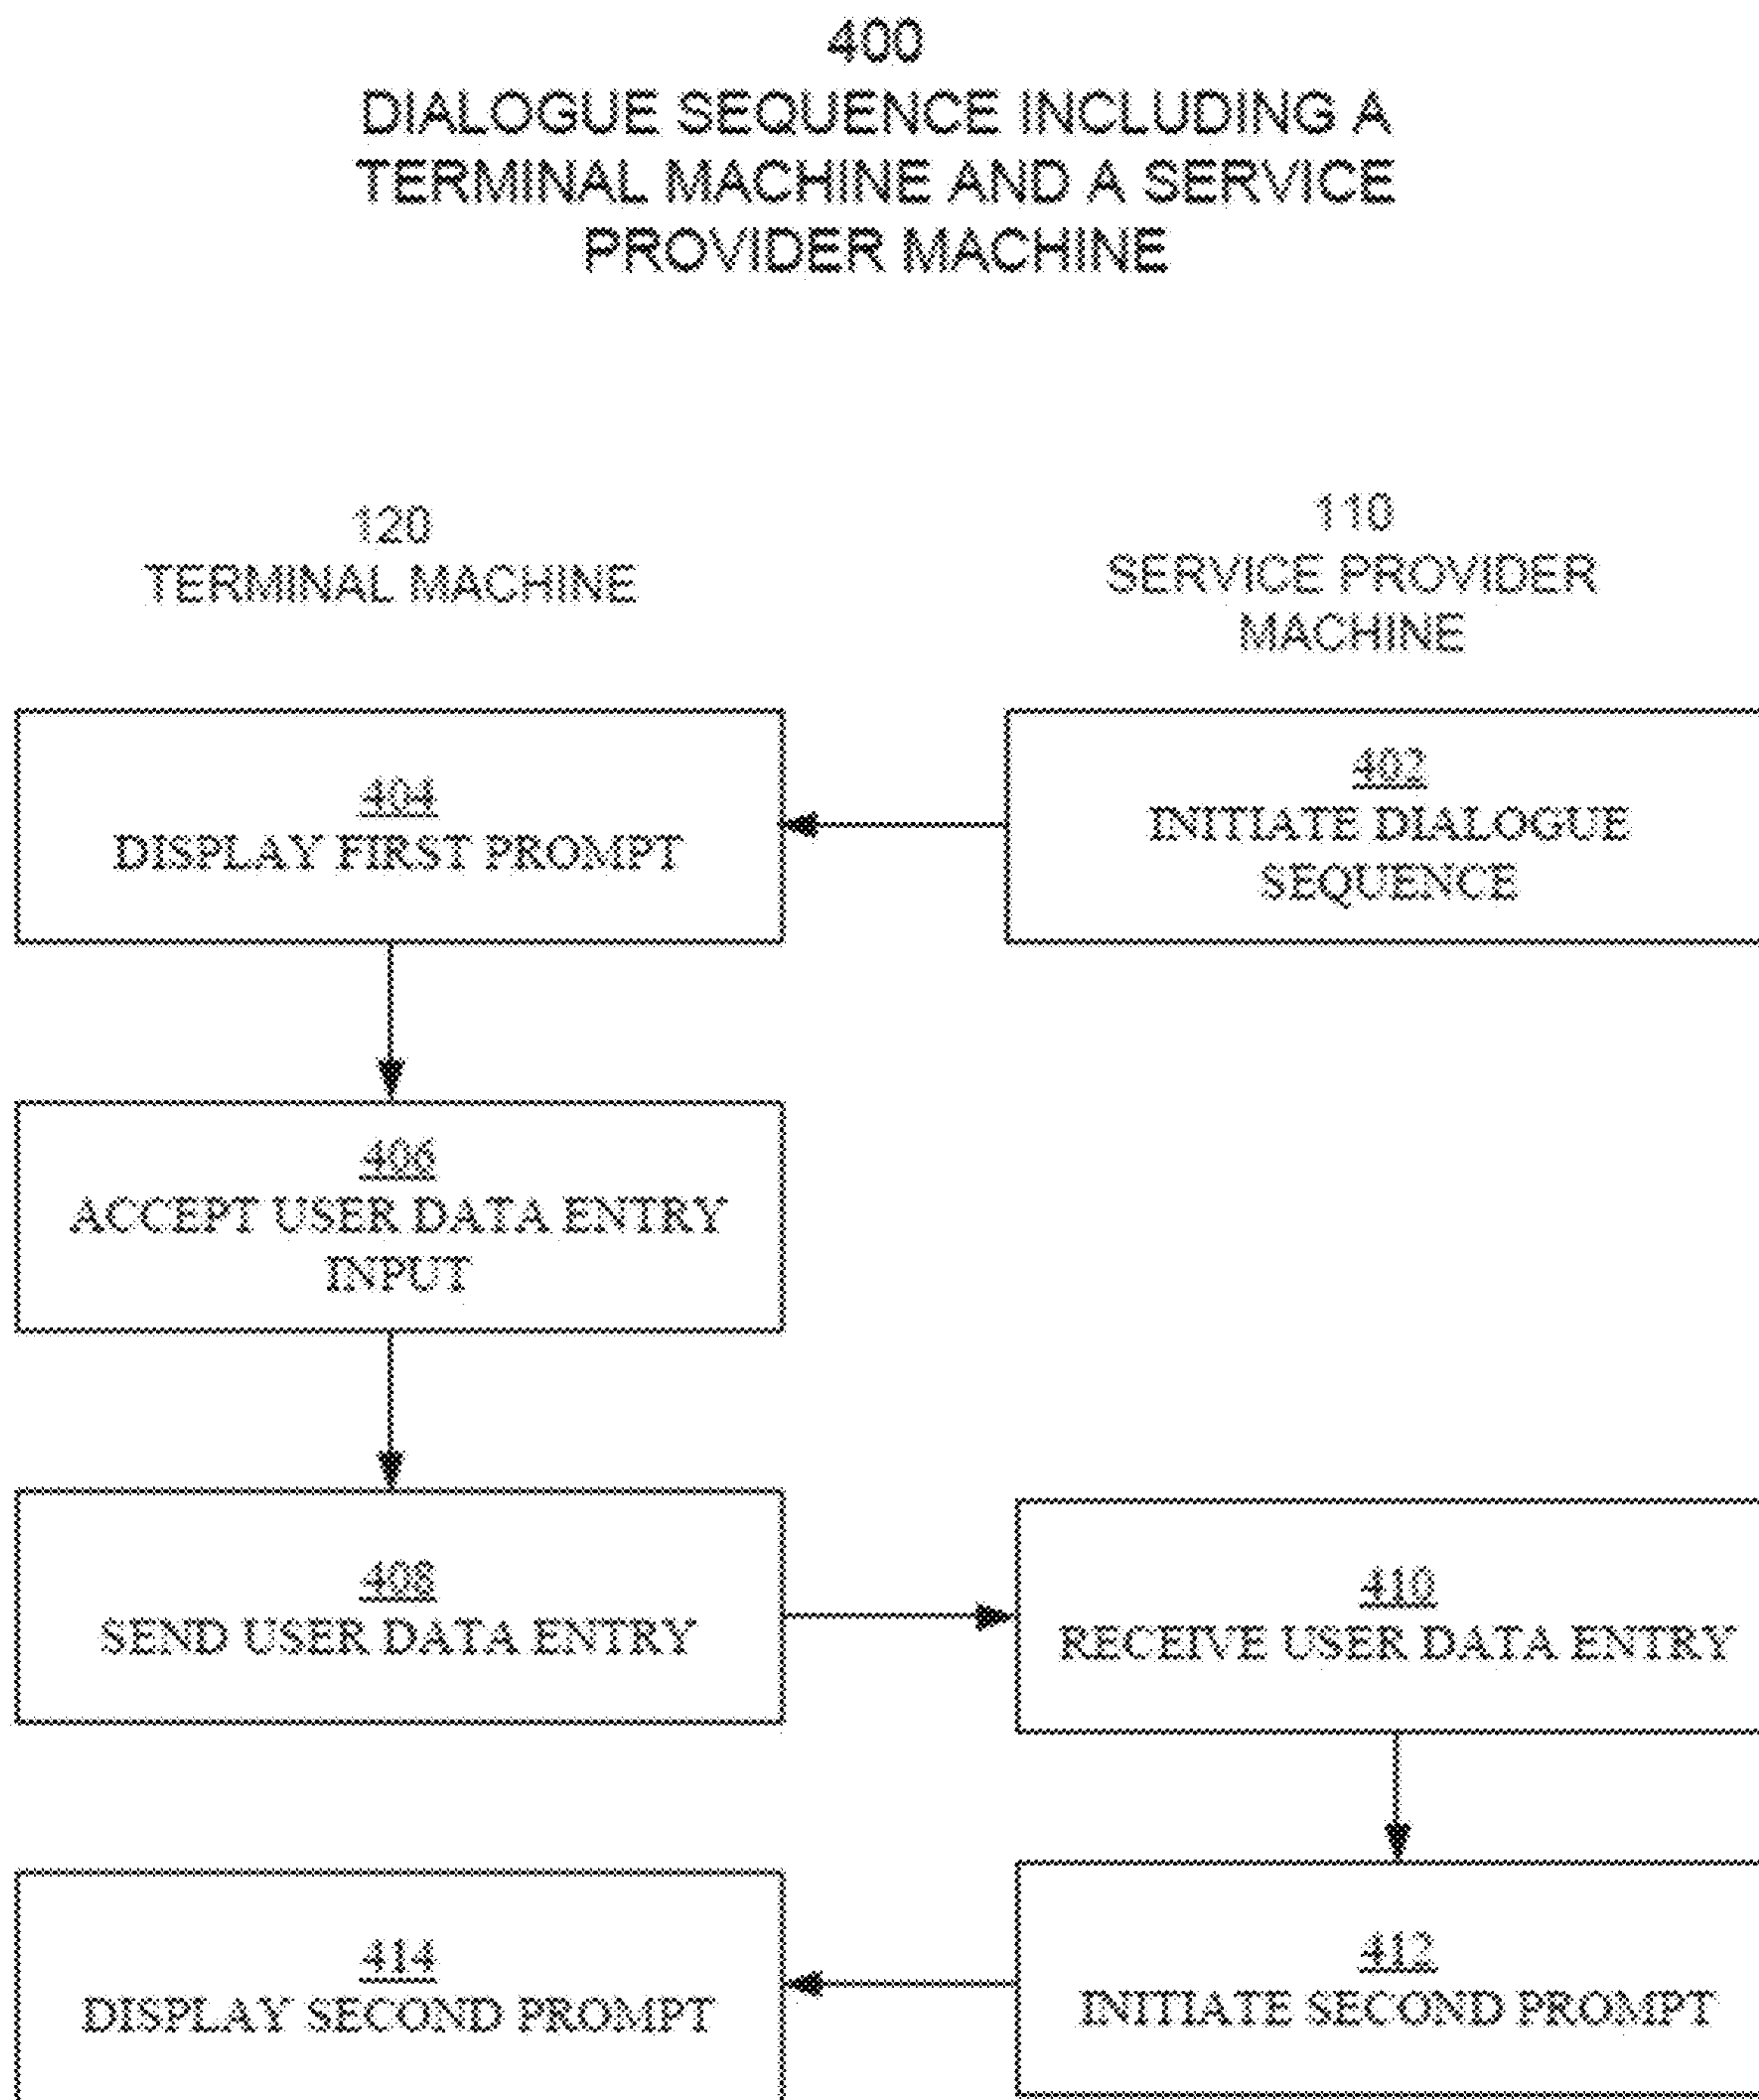 400
DIALOGUE SEQUENCE INCLUDING A
TERMINAL MACHINE AND A SERVICE
PROVIDER MACHINE
120
TERMINAL MACHINE
110
SERVICE PROVIDER
MACHINE
404
DISPLAY FIRST PROMPT
402
INITIATE DIALOGUE
SEQUENCE
406
ACCEPT USER DATA ENTRY
INPUT
408
SEND USER DATA ENTRY
410
RECEIVE USER DATA ENTRY
414
DISPLAY SECOND PROMPT
412
INITIATE SECOND PROMPT